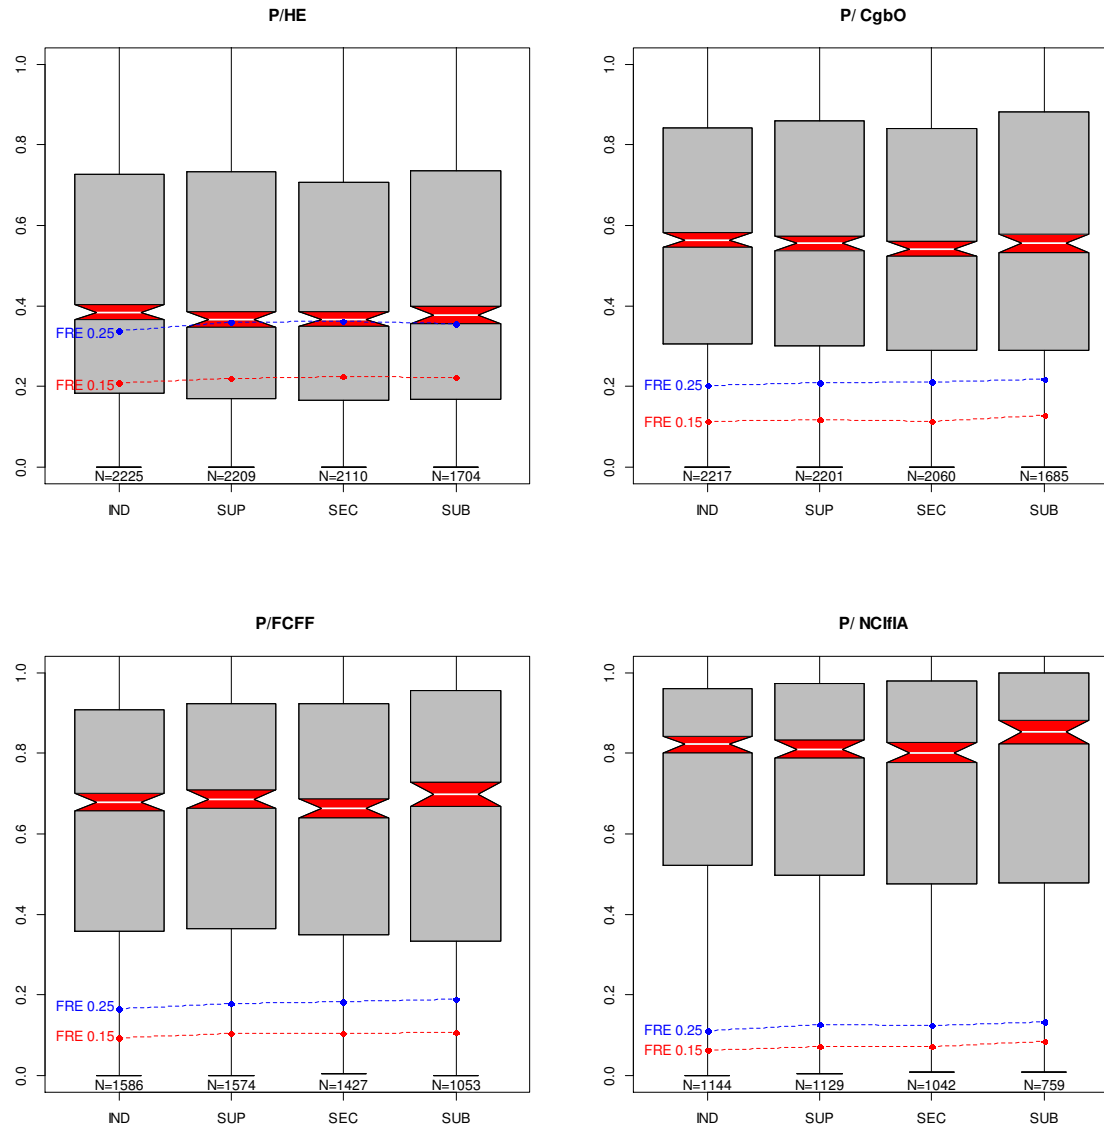 P/HE
1.0
0.8
0.6
0.4
0.2
0.0
FRE 0.25
FRE 0.15
N=2225 N=2209 N=2110 N=1704
IND SUP SEC SUB
P/ CgbO
1.0
0.8
0.6
0.4
0.2
0.0
FRE 0.25
FRE 0.15
N=2217 N=2201 N=2060 N=1685
IND SUP SEC SUB
P/FCFF
1.0
0.8
0.6
0.4
0.2
0.0
FRE 0.25
FRE 0.15
N=1586 N=1574 N=1427 N=1053
IND SUP SEC SUB
P/ NCIfIA
1.0
0.8
0.6
0.4
0.2
0.0
FRE 0.25
FRE 0.15
N=1144 N=1129 N=1042 N=759
IND SUP SEC SUB